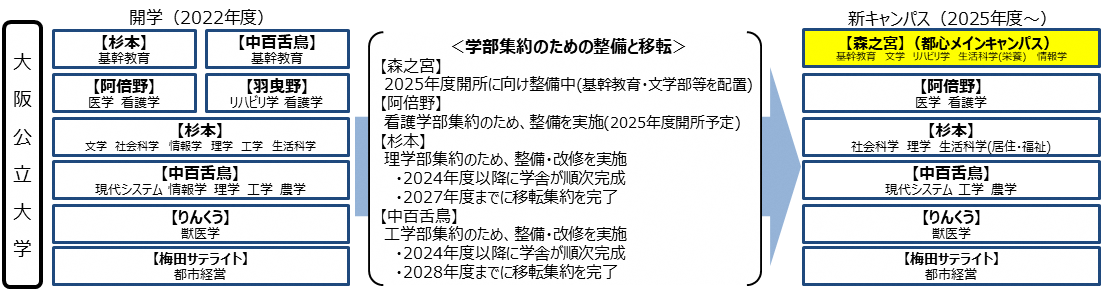 大阪公立大学
開学（2022年度）
【杉本】
基幹教育
【中百舌鳥】
基幹教育
【阿倍野】
医学 看護学
【羽曳野】
リハビリ学 看護学
【杉本】
文学 社会科学 情報学 理学 工学 生活科学
【中百舌鳥】
現代システム 情報学 理学 工学 農学
【りんくう】
獣医学
【梅田サテライト】
都市経営
＜学部集約のための整備と移転＞
【森之宮】
2025年度開所に向け整備中(基幹教育・文学部等を配置)
【阿倍野】
看護学部集約のため、整備を実施(2025年度開所予定)
【杉本】
理学部集約のため、整備・改修を実施
・2024年度以降に学舎が順次完成
・2027年までに移転集約を完了
【中百舌鳥】
工学部集約のため、整備・改修を実施
・2024年度以降に学舎が順次完成
・2028年度までに移転集約を完了
新キャンパス（2025年度～）
【森之宮】（都心メインキャンパス）
基幹教育 文学 リハビリ学 生活科学(栄養) 情報学
【阿倍野】
医学 看護学
【杉本】
社会科学 理学 生活科学(居住・福祉)
【中百舌鳥】
現代システム 工学 農学
【りんくう】
獣医学
【梅田サテライト】
都市経営